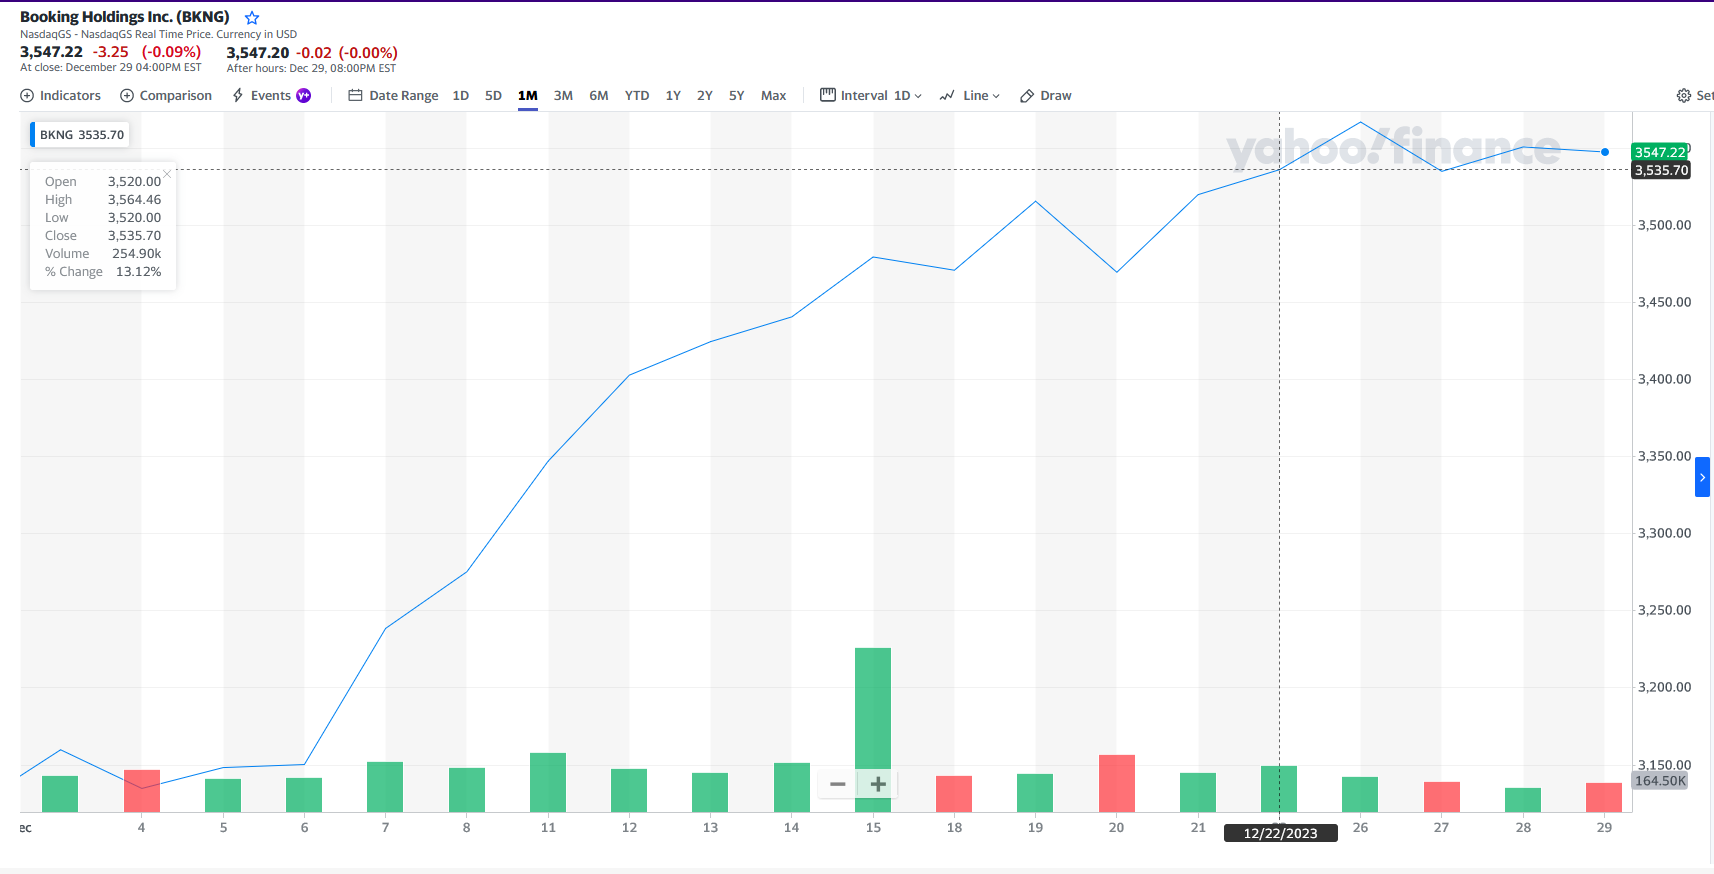 Booking Holdings Inc. (BKNG)
NasdaqGS - NasdaqGS Real Time Price. Currency in USD
3,547.22 -3.25 (-0.09%) 3,547.20 -0.02 (-0.00%)
At close: December 29 04:00PM EST After hours: Dec 29, 08:00PM EST
Indicators Comparison Events Y+ Date Range 1D 5D 1M 3M 6M YTD 1Y 2Y 5Y Max Interval 1D Line Draw Set
BKNG 3535.70
yahoo!finance
3547.22
3,535.70
Open 3,520.00
High 3,564.46
Low 3,520.00
Close 3,535.70
Volume 254.90k
% Change 13.12%
3,500.00
3,450.00
3,400.00
3,350.00
3,300.00
3,250.00
3,200.00
3,150.00
164.50K
ec 4 5 6 7 8 11 12 13 14 15 18 19 20 21 26 27 28 29
12/22/2023